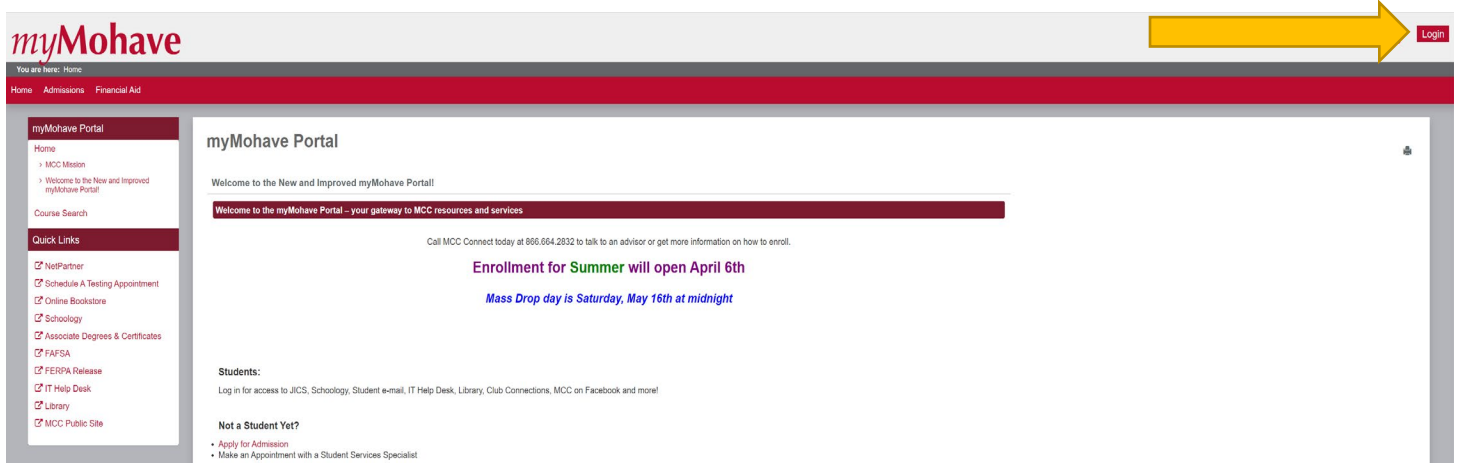 myMohave
Login
You are here: Home
Home Admissions Financial Aid
myMohave Portal
Home
› MCC Mission
› Welcome to the New and Improved
myMohave Portal!
Course Search
Quick Links
NetPartner
Schedule A Testing Appointment
Online Bookstore
Schoology
Associate Degrees & Certificates
FAFSA
FERPA Release
IT Help Desk
Library
MCC Public Site
myMohave Portal
Welcome to the New and Improved myMohave Portal!
Welcome to the myMohave Portal – your gateway to MCC resources and services
Call MCC Connect today at 866.664.2832 to talk to an advisor or get more information on how to enroll.
Enrollment for Summer will open April 6th
Mass Drop day is Saturday, May 16th at midnight
Students:
Log in for access to JICS, Schoology, Student e-mail, IT Help Desk, Library, Club Connections, MCC on Facebook and more!
Not a Student Yet?
• Apply for Admission
• Make an Appointment with a Student Services Specialist